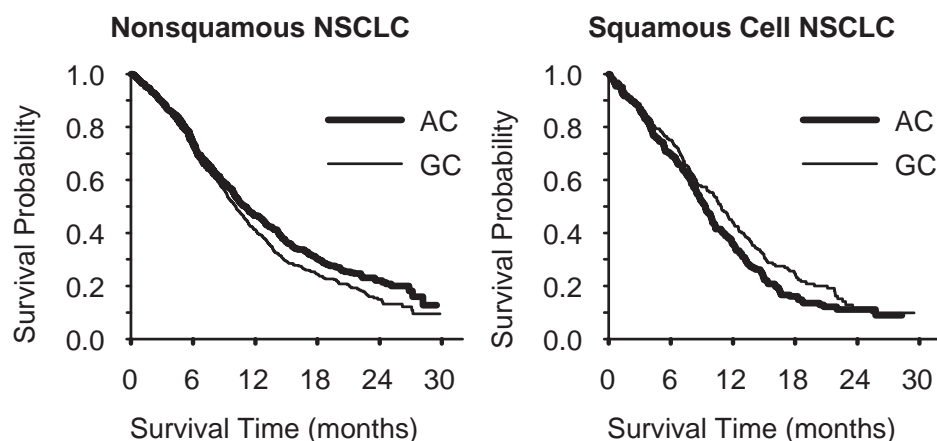 Nonsquamous NSCLC
Survival Probability
1.0
0.8
0.6
0.4
0.2
0.0
AC
GC
0 6 12 18 24 30
Survival Time (months)
Squamous Cell NSCLC
Survival Probability
1.0
0.8
0.6
0.4
0.2
0.0
AC
GC
0 6 12 18 24 30
Survival Time (months)